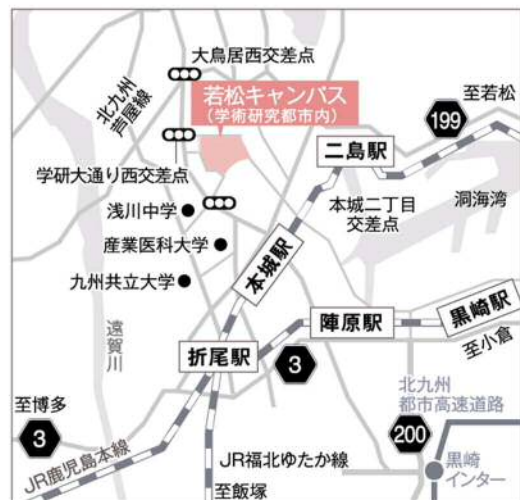 大鳥居西交差点
北九州
芦屋線
若松キャンパス
(学術研究都市内)
至若松
199
二島駅
学研大通り西交差点
浅川中学
本城二丁目
交差点
洞海湾
産業医科大学
本城駅
九州共立大学
黒崎駅
陣原駅
至小倉
遠賀川
折尾駅
3
北九州
都市高速道路
至博多
3
200
JR福北ゆたか線
黒崎
インター
JR鹿児島本線
至飯塚